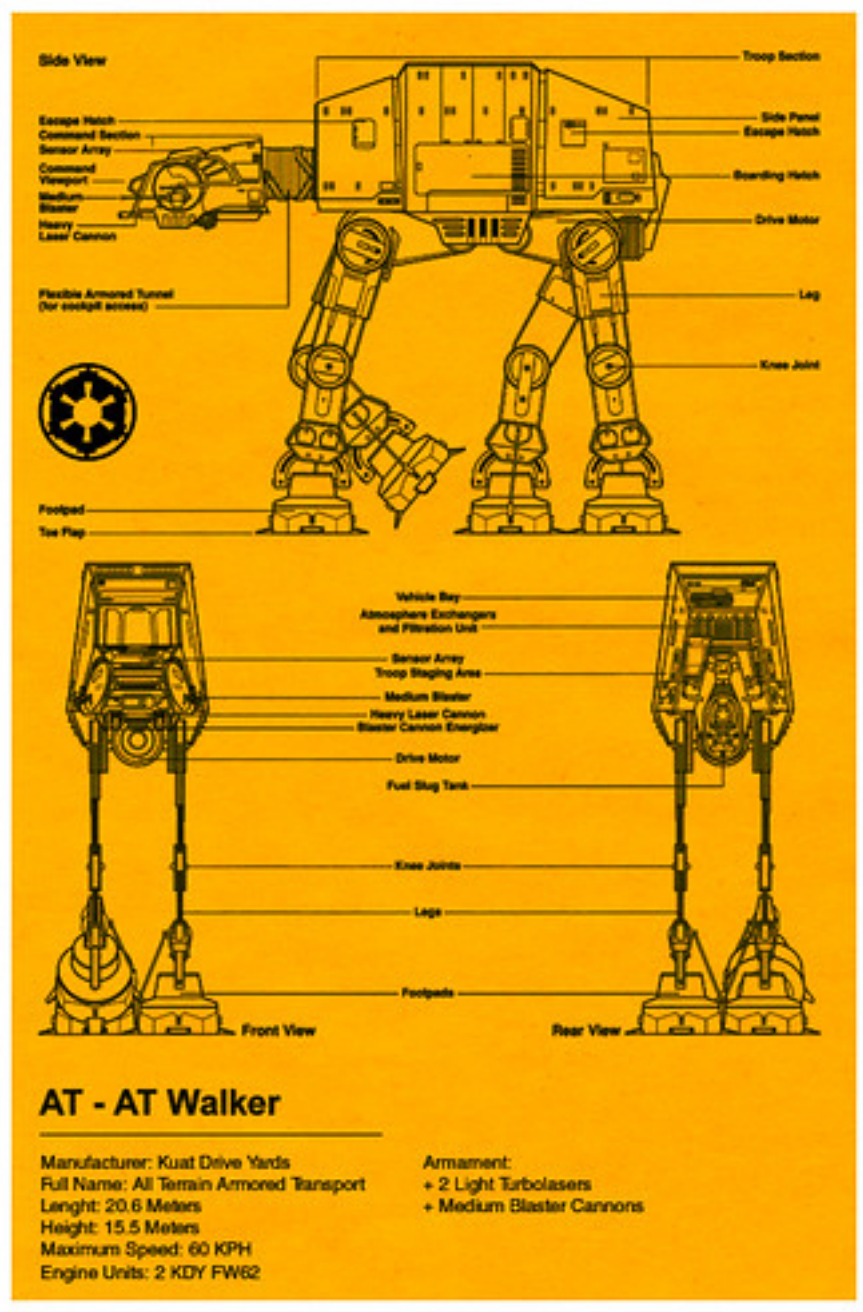 Side View
Troop Section
Escape Hatch
Command Section
Sensor Array
Command
Viewport
Medium
Blaster
Heavy
Laser Cannon
Flexible Armored Tunnel
(for cockpit access)
Side Panel
Escape Hatch
Boarding Hatch
Drive Motor
Leg
Knee Joint
Footpad
Toe Flap
Vehicle Bay
Atmosphere Exchangers
and Filtration Unit
Sensor Array
Troop Staging Area
Medium Blaster
Heavy Laser Cannon
Blaster Cannon Energizer
Drive Motor
Fuel Slug Tank
Knee Joints
Legs
Footpads
Front View
Rear View
AT - AT Walker
Manufacturer: Kuat Drive Yards
Full Name: All Terrain Armored Transport
Lenght: 20.6 Meters
Height: 15.5 Meters
Maximum Speed: 60 KPH
Engine Units: 2 KDY FW62
Armament:
+ 2 Light Turbolasers
+ Medium Blaster Cannons